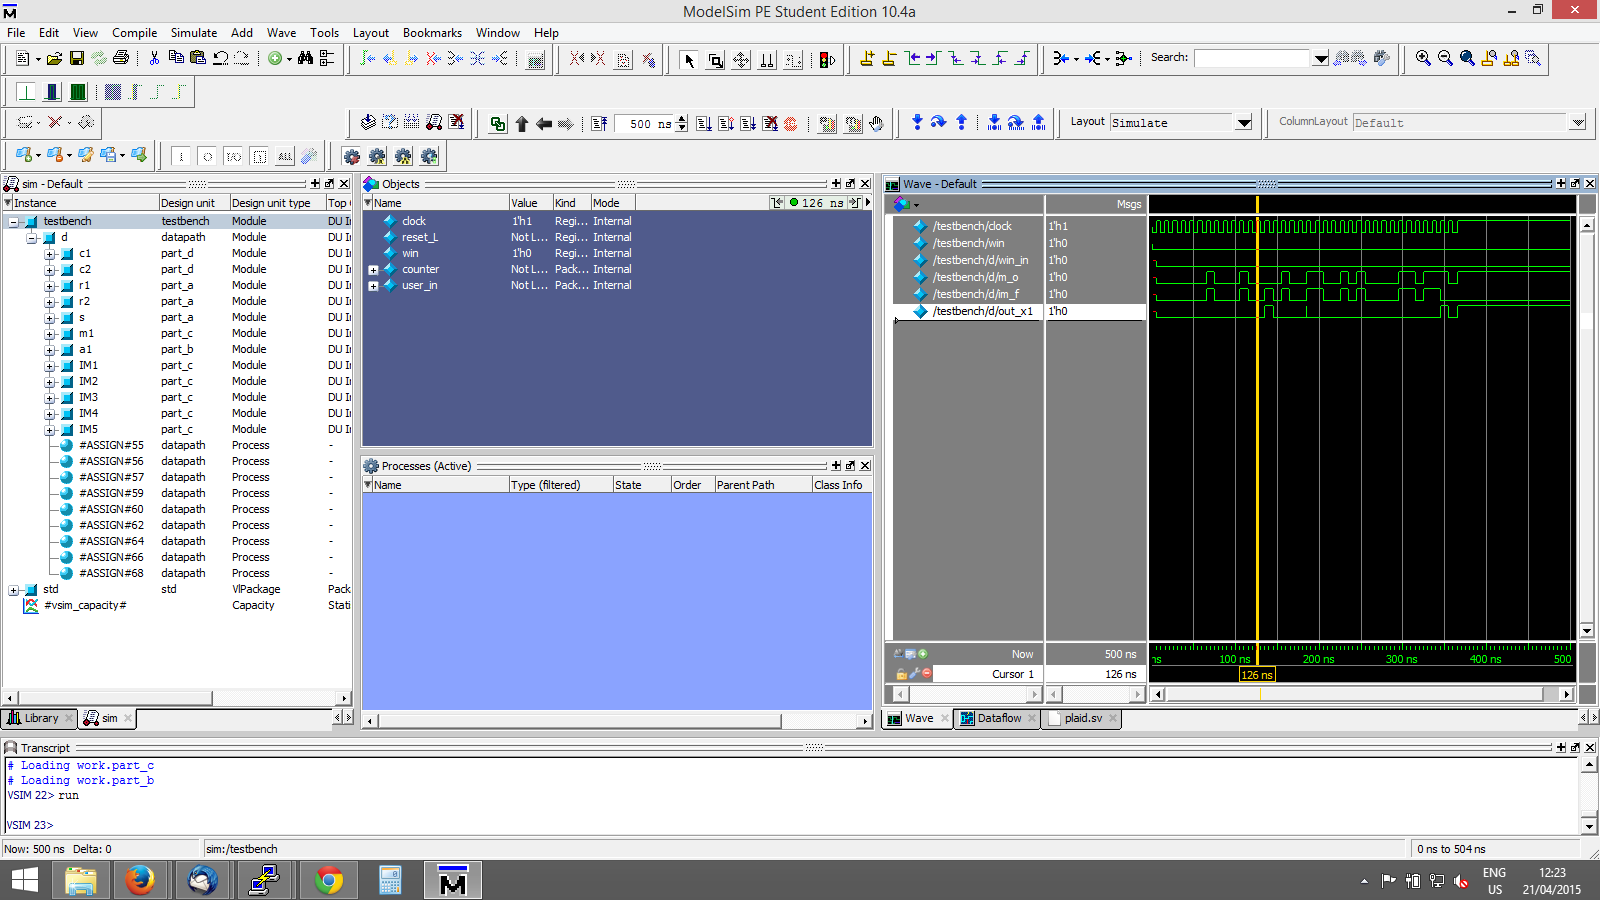 ModelSim PE Student Edition 10.4a
File Edit View Compile Simulate Add Wave Tools Layout Bookmarks Window Help
Search:
500 ns
Layout Simulate
ColumnLayout Default
sim - Default
Instance Design unit Design unit type Top
testbench testbench Module DU I
d datapath Module DU I
c1 part_d Module DU I
c2 part_d Module DU I
r1 part_a Module DU I
r2 part_a Module DU I
s part_a Module DU I
m1 part_c Module DU I
a1 part_b Module DU I
IM1 part_c Module DU I
IM2 part_c Module DU I
IM3 part_c Module DU I
IM4 part_c Module DU I
IM5 part_c Module DU I
#ASSIGN#55 datapath Process -
#ASSIGN#56 datapath Process -
#ASSIGN#57 datapath Process -
#ASSIGN#59 datapath Process -
#ASSIGN#60 datapath Process -
#ASSIGN#62 datapath Process -
#ASSIGN#64 datapath Process -
#ASSIGN#66 datapath Process -
#ASSIGN#68 datapath Process -
std std VlPackage Pack
#vsim_capacity# Capacity Stati
Library sim
Objects
Name Value Kind Mode 126 ns
clock 1'h1 Regi... Internal
reset_L Not L... Regi... Internal
win 1'h0 Regi... Internal
counter Not L... Pack... Internal
user_in Not L... Pack... Internal
Processes (Active)
Name Type (filtered) State Order Parent Path Class Info
Wave - Default
Msgs
/testbench/clock 1'h1
/testbench/win 1'h0
/testbench/d/win_in 1'h0
/testbench/d/m_o 1'h0
/testbench/d/im_f 1'h0
/testbench/d/out_x1 1'h0
Now 500 ns
ns 100 ns 200 ns 300 ns 400 ns 500
Cursor 1 126 ns
126 ns
Wave Dataflow plaid.sv
Transcript
# Loading work.part_c
# Loading work.part_b
VSIM 22> run
VSIM 23>
Now: 500 ns Delta: 0 sim:/testbench 0 ns to 504 ns
ENG 12:23
US 21/04/2015